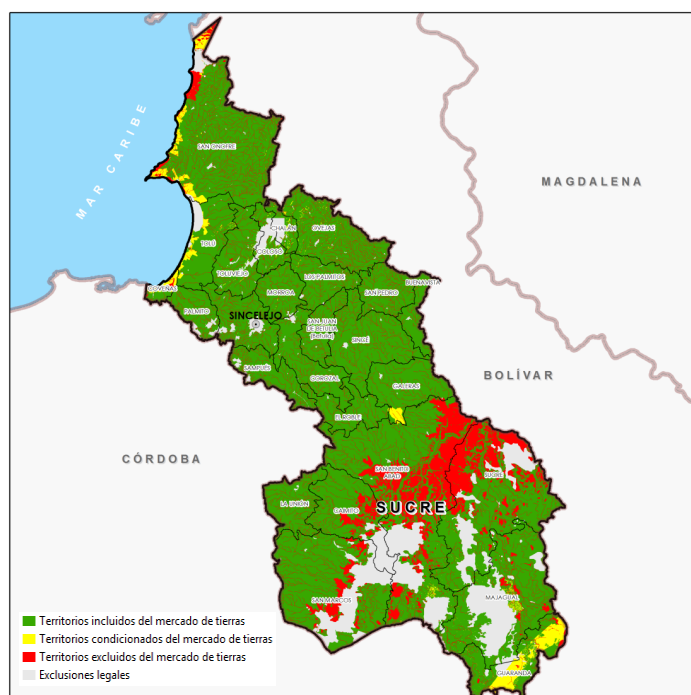 MAR CARIBE
MAGDALENA
SAN ONOFRE
CHALÁN
OVEJAS
TOLÚ
COLOSÓ
TOLUVIEJO
LOS PALMITOS
BUENAVISTA
COVEÑAS
MORROA
SAN PEDRO
PALMITO
SINCELEJO
SAN JUAN
DE BETULIA
(Betulia)
SINCÉ
BOLÍVAR
SAMPUÉS
COROZAL
GALERAS
EL ROBLE
CÓRDOBA
SAN BENITO
ABAD
SUCRE
LA UNIÓN
CAIMITO
SUCRE
SAN MARCOS
MAJAGUAL
GUARANDA
Territorios incluidos del mercado de tierras
Territorios condicionados del mercado de tierras
Territorios excluidos del mercado de tierras
Exclusiones legales